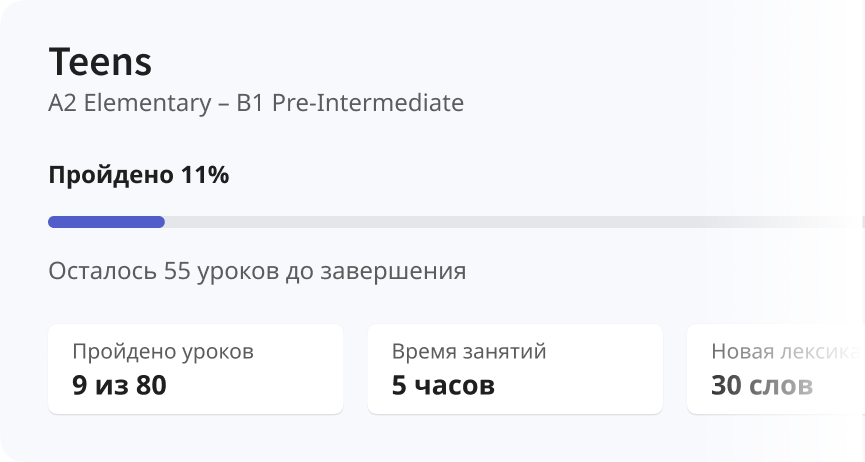 Teens
A2 Elementary – B1 Pre-Intermediate
Пройдено 11%
Осталось 55 уроков до завершения
Пройдено уроков
9 из 80
Время занятий
5 часов
Новая лексика
30 слов